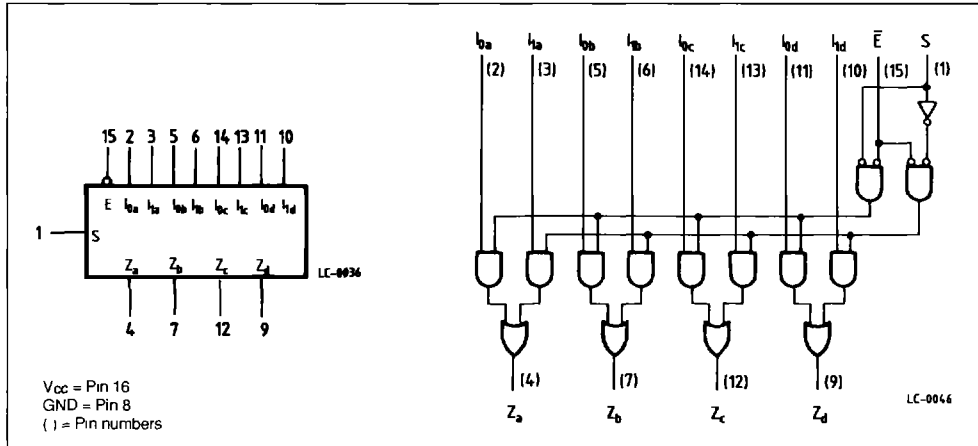 15 2 3 5 6 14 13 11 10
E I0a I1a I0b I1b I0c I1c I0d I1d
1 S
Za Zb Zc Zd
LC-0036
4 7 12 9
VCC = Pin 16
GND = Pin 8
( ) = Pin numbers
I0a I1a I0b I1b I0c I1c I0d I1d Ē S
(2) (3) (5) (6) (14) (13) (11) (10) (15) (1)
(4) (7) (12) (9)
Za Zb Zc Zd
LC-0046